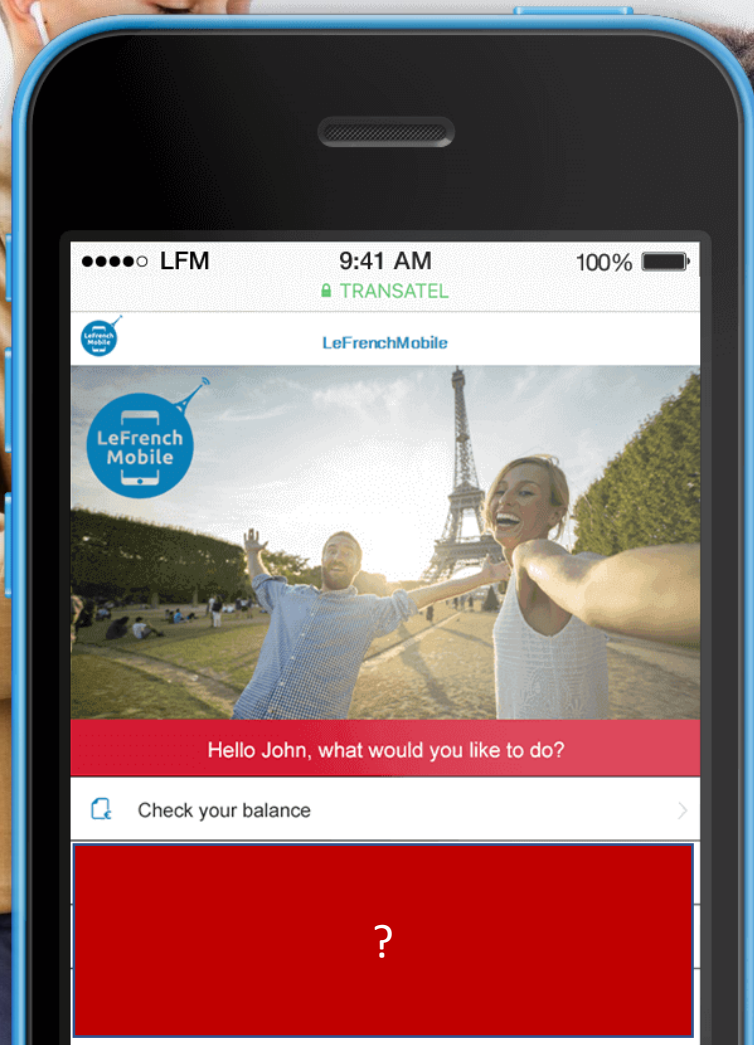 LFM 9:41 AM 100%
TRANSATEL
LeFrench
Mobile
LeFrenchMobile
LeFrench
Mobile
Hello John, what would you like to do?
Check your balance
?